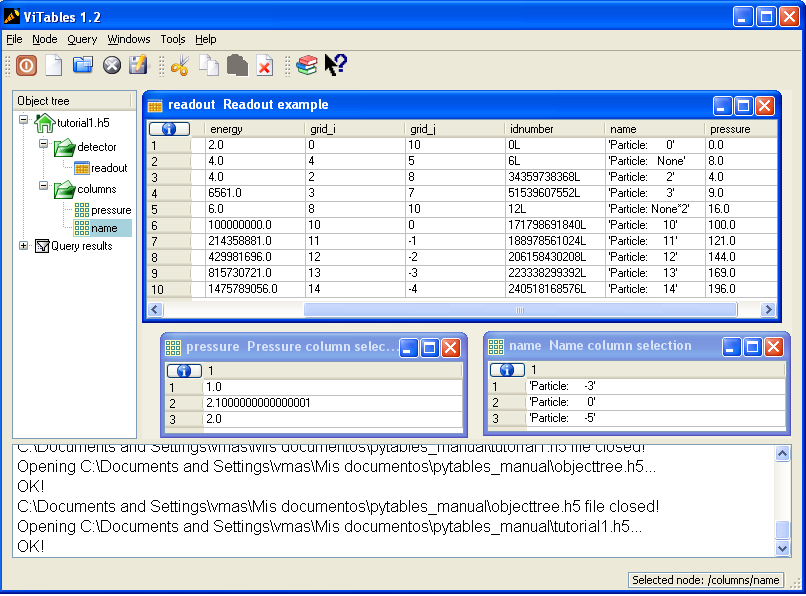 ViTables 1.2
File Node Query Windows Tools Help
Object tree
tutorial1.h5
detector
readout
columns
pressure
name
Query results
readout Readout example
energy grid_i grid_j idnumber name pressure
1 2.0 0 10 0L 'Particle: 0' 0.0
2 4.0 4 5 6L 'Particle: None' 8.0
3 4.0 2 8 34359738368L 'Particle: 2' 4.0
4 6561.0 3 7 51539607552L 'Particle: 3' 9.0
5 6.0 8 10 12L 'Particle: None*2' 16.0
6 100000000.0 10 0 171798691840L 'Particle: 10' 100.0
7 214358881.0 11 -1 188978561024L 'Particle: 11' 121.0
8 429981696.0 12 -2 206158430208L 'Particle: 12' 144.0
9 815730721.0 13 -3 223338299392L 'Particle: 13' 169.0
10 1475789056.0 14 -4 240518168576L 'Particle: 14' 196.0
pressure Pressure column selec...
1
1 1.0
2 2.1000000000000001
3 2.0
name Name column selection
1
1 'Particle: -3'
2 'Particle: 0'
3 'Particle: -5'
C:\Documents and Settings\vmas\Mis documentos\pytables_manual\tutorial1.h5 file closed!
Opening C:\Documents and Settings\vmas\Mis documentos\pytables_manual\objecttree.h5...
OK!
C:\Documents and Settings\vmas\Mis documentos\pytables_manual\objecttree.h5 file closed!
Opening C:\Documents and Settings\vmas\Mis documentos\pytables_manual\tutorial1.h5...
OK!
Selected node: /columns/name